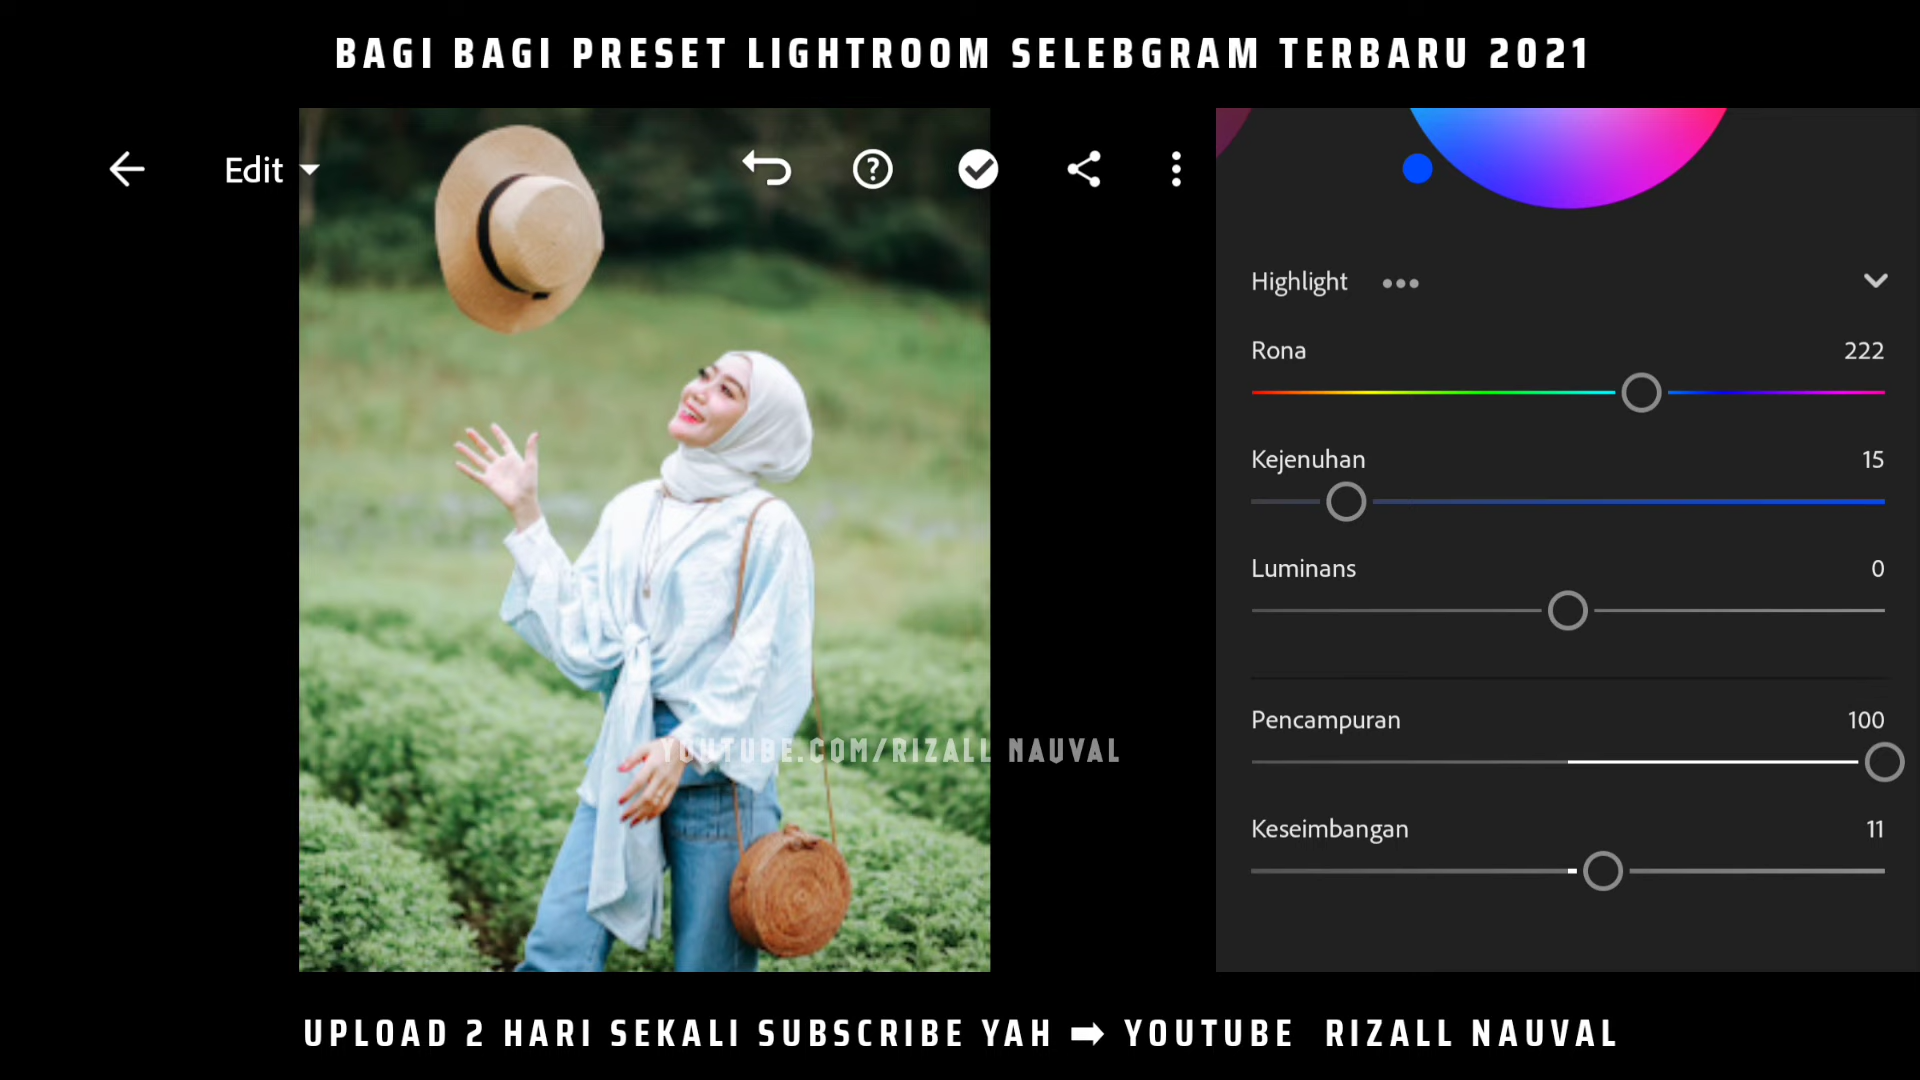 BAGI BAGI PRESET LIGHTROOM SELEBGRAM TERBARU 2021
Edit
Highlight
Rona 222
Kejenuhan 15
Luminans 0
Pencampuran 100
Keseimbangan 11
YOUTUBE.COM/RIZALL NAUVAL
UPLOAD 2 HARI SEKALI SUBSCRIBE YAH ➡ YOUTUBE RIZALL NAUVAL